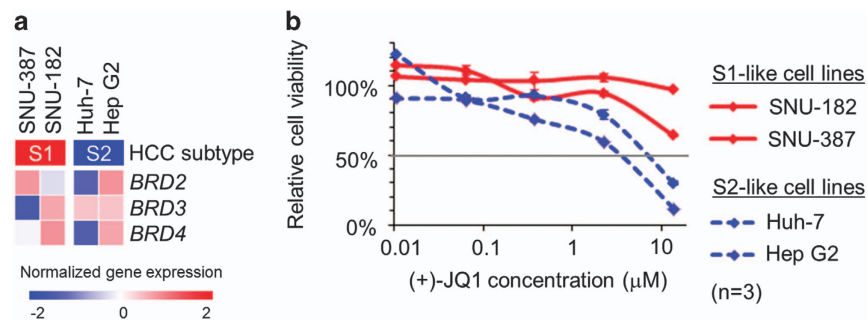 a
SNU-387
SNU-182
Huh-7
Hep G2
S1
S2
HCC subtype
BRD2
BRD3
BRD4
Normalized gene expression
-2
0
2
b
Relative cell viability
100%
50%
0%
0.01
0.1
1
10
(+)-JQ1 concentration (μM)
S1-like cell lines
SNU-182
SNU-387
S2-like cell lines
Huh-7
Hep G2
(n=3)